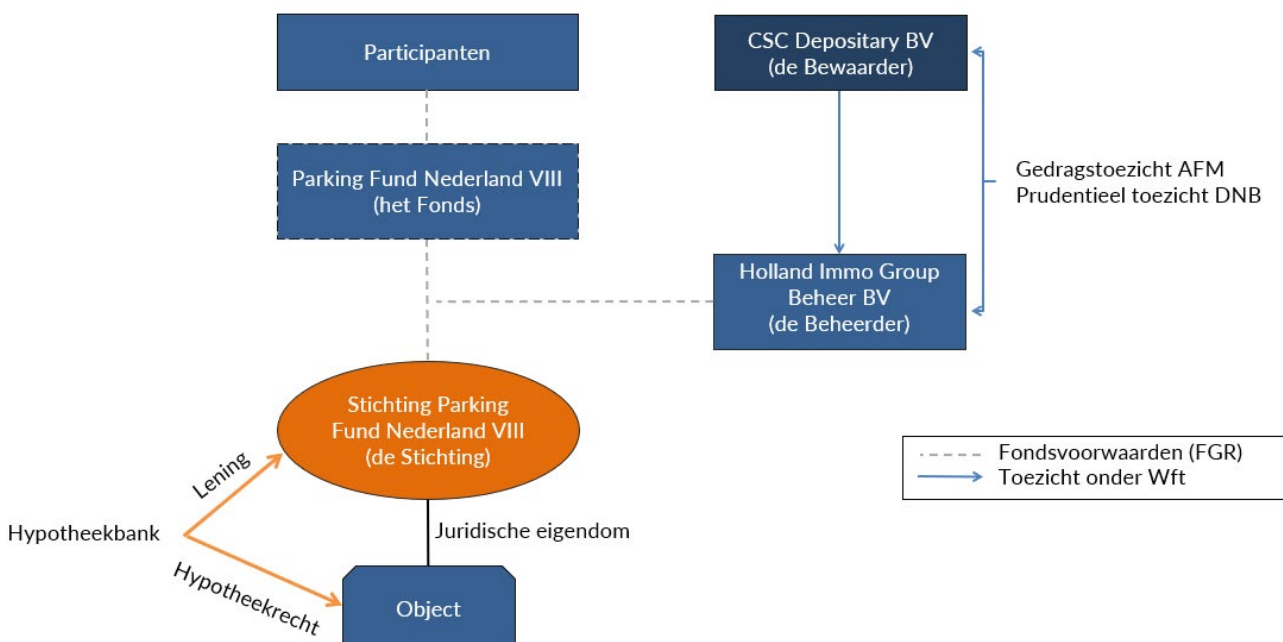 Participanten
CSC Depositary BV
(de Bewaarder)
Parking Fund Nederland VIII
(het Fonds)
Gedragstoezicht AFM
Prudentieel toezicht DNB
Holland Immo Group
Beheer BV
(de Beheerder)
Stichting Parking
Fund Nederland VIII
(de Stichting)
Fondsvoorwaarden (FGR)
Toezicht onder Wft
Lening
Hypotheekbank
Juridische eigendom
Hypotheekrecht
Object